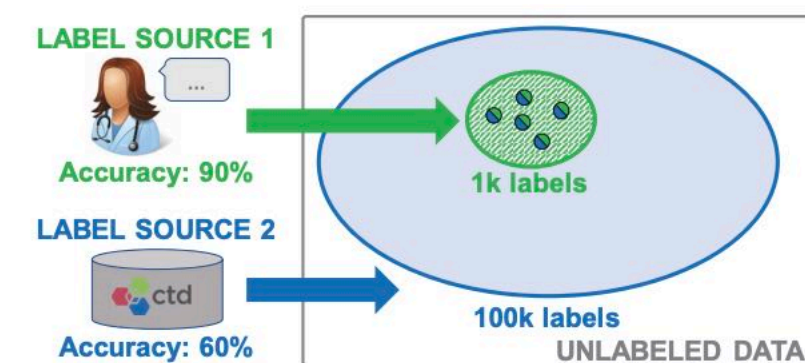 LABEL SOURCE 1
...
Accuracy: 90%
1k labels
LABEL SOURCE 2
ctd
Accuracy: 60%
100k labels
UNLABELED DATA